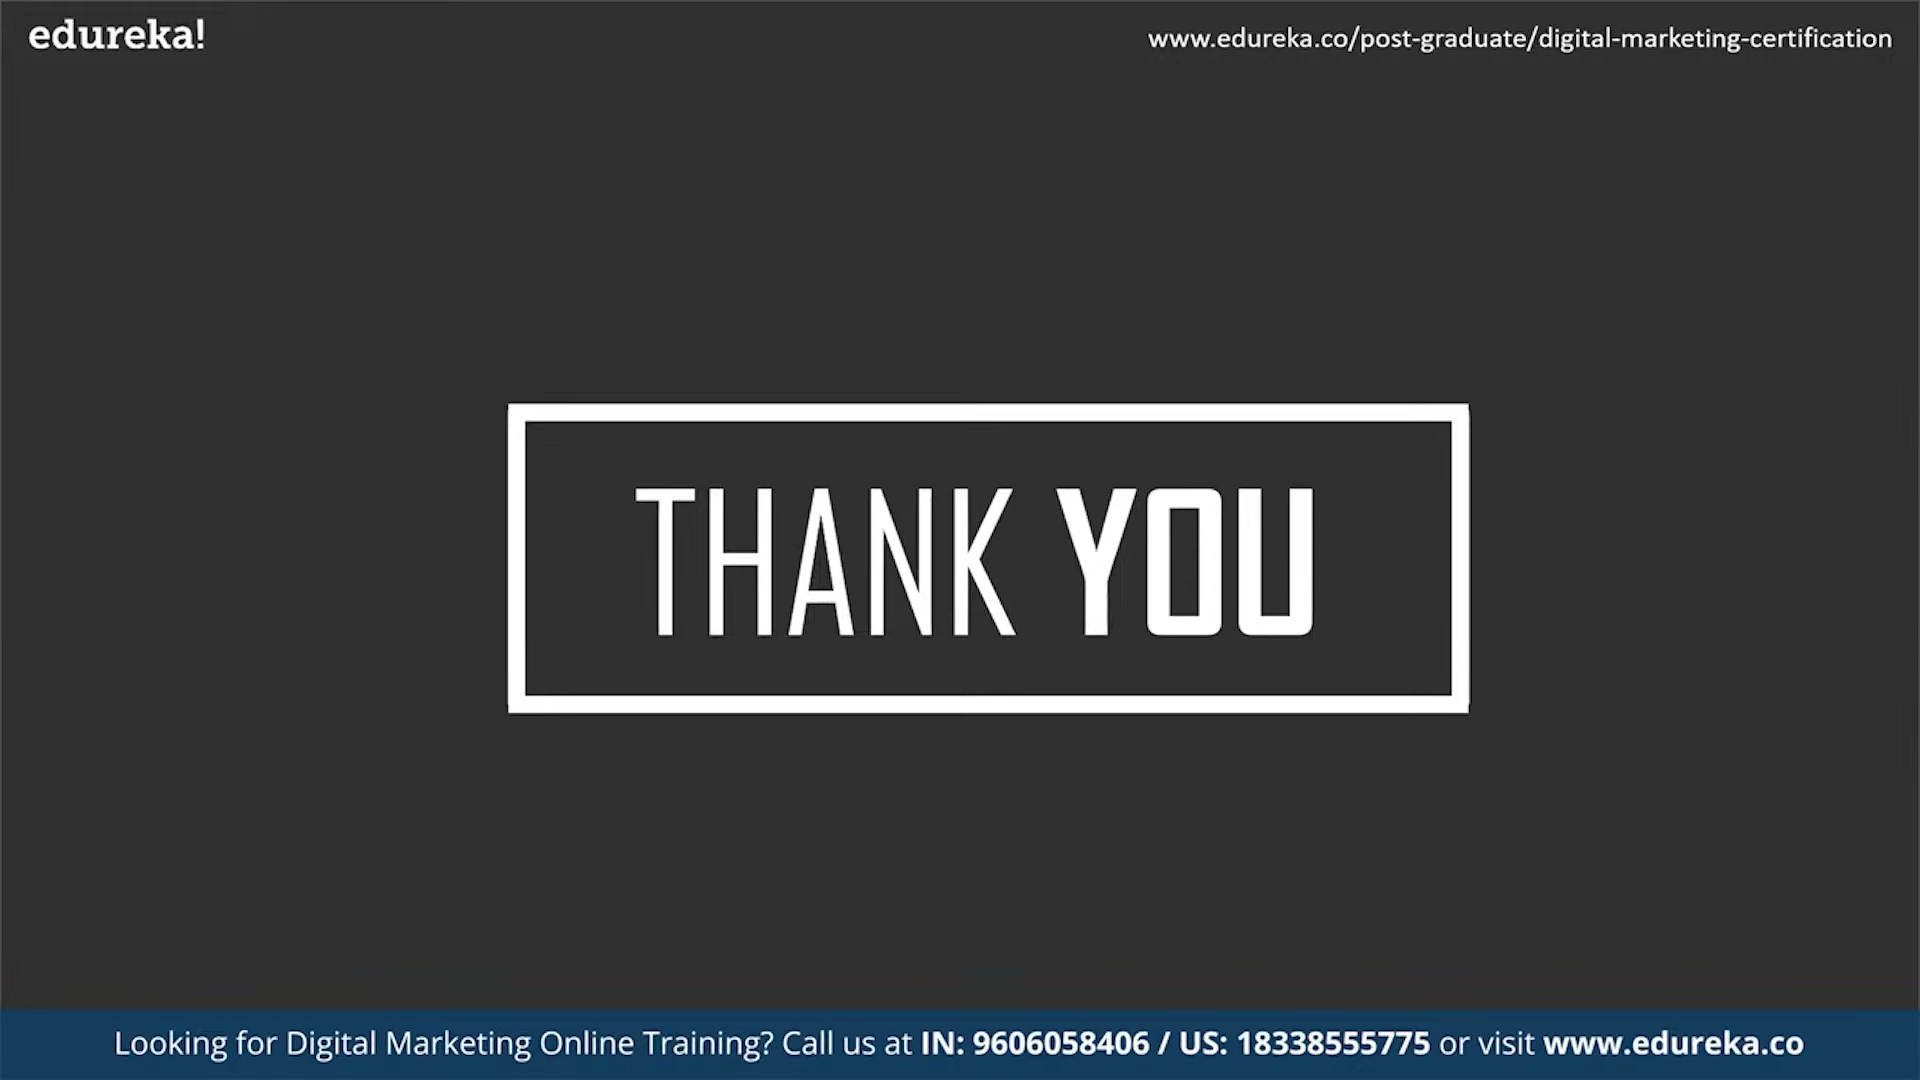 edureka!
www.edureka.co/post-graduate/digital-marketing-certification
THANK YOU
Looking for Digital Marketing Online Training? Call us at IN: 9606058406 / US: 18338555775 or visit www.edureka.co